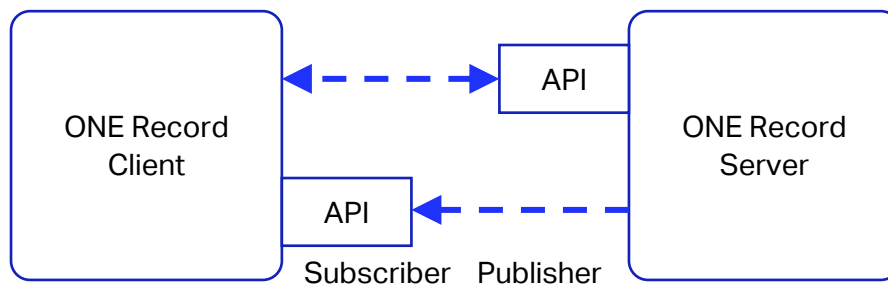 API
ONE Record
Client
ONE Record
Server
API
Subscriber Publisher